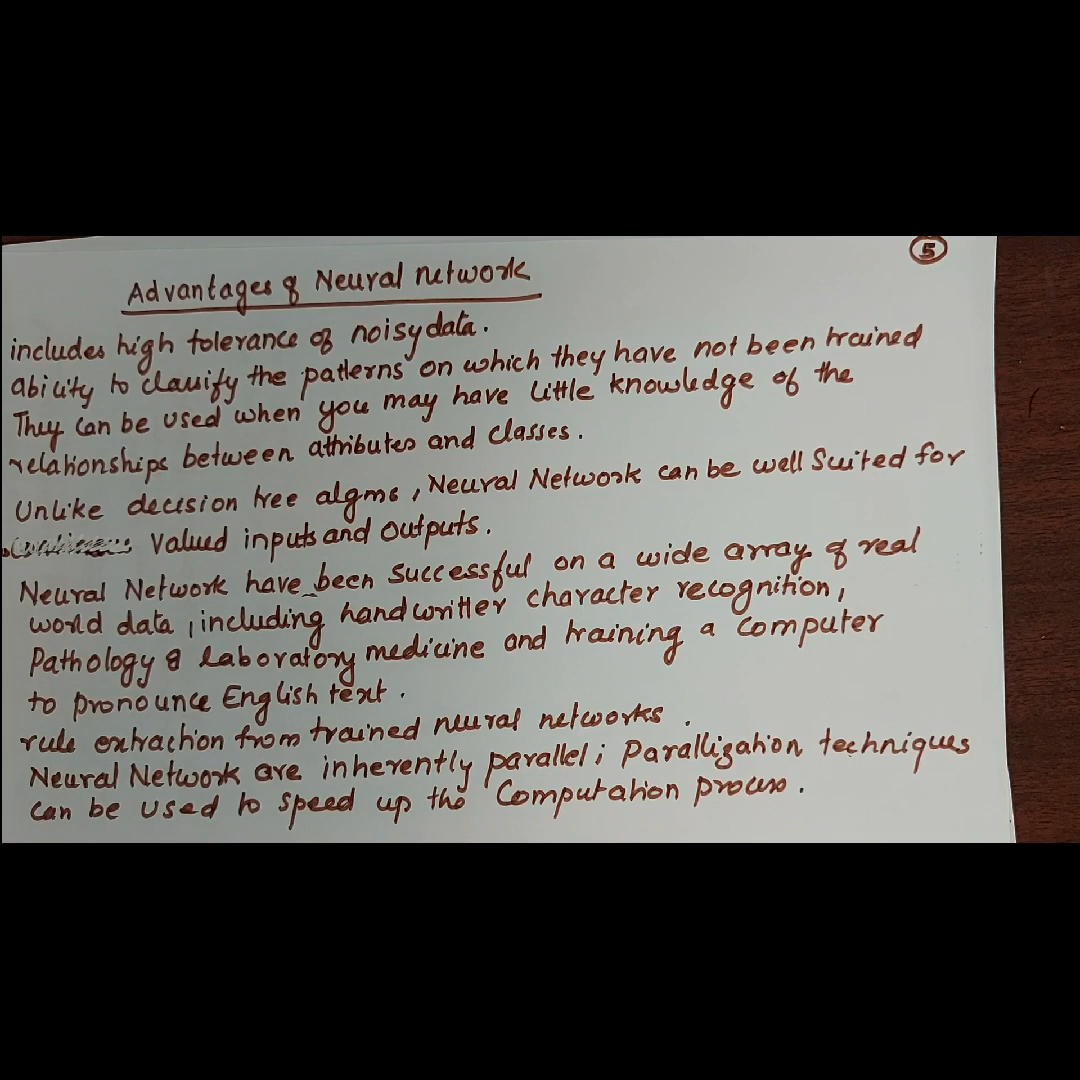 5
Advantages of Neural network
includes high tolerance of noisy data.
ability to classify the patterns on which they have not been trained
They can be used when you may have little knowledge of the
relationships between attributes and classes.
Unlike decision tree algms, Neural Network can be well suited for
valued inputs and outputs.
Neural Network have been successful on a wide array of real
world data, including handwritter character recognition,
Pathology & laboratory medicine and training a computer
to pronounce English text.
rule extraction from trained neural networks.
Neural Network are inherently parallel; Parallization techniques
can be used to speed up the Computation process.